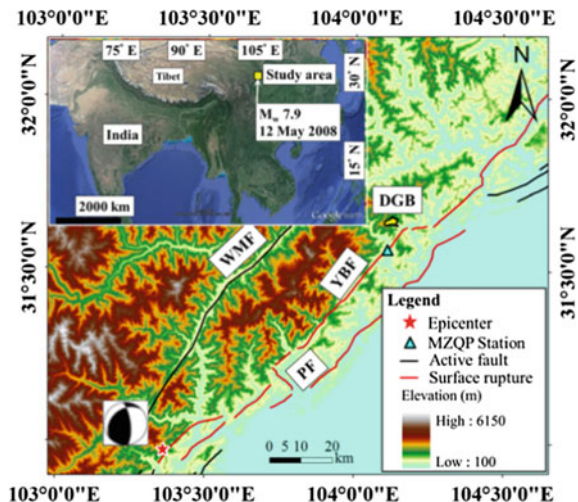 103°0'0"E 103°30'0"E 104°0'0"E 104°30'0"E
75° E 90° E 105° E
Tibet
Study area
India
Mw 7.9
12 May 2008
30° N
15° N
2000 km
Google earth
N
32°0'0"N
32°0'0"N
DGB
WMF
YBF
31°30'0"N
31°30'0"N
PF
Legend
Epicenter
MZQP Station
Active fault
Surface rupture
Elevation (m)
High : 6150
Low : 100
0 5 10 20
km
103°0'0"E 103°30'0"E 104°0'0"E 104°30'0"E